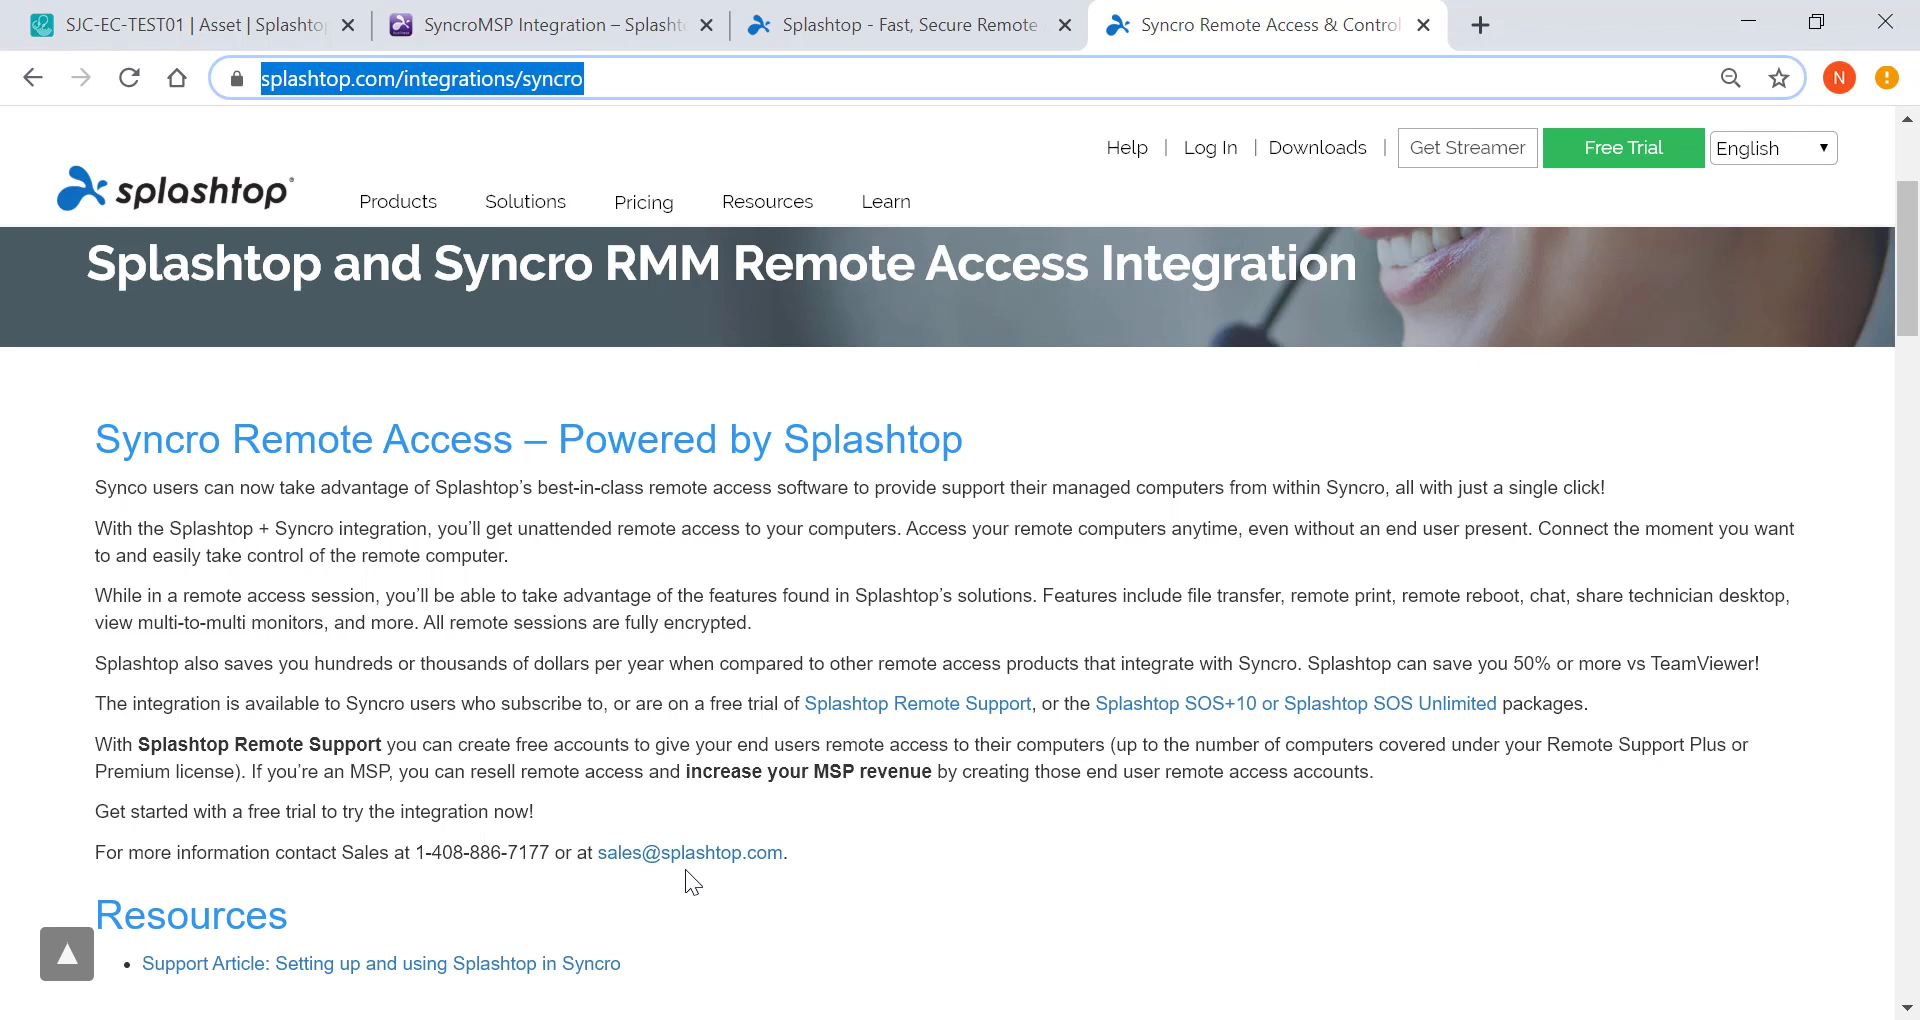 SJC-EC-TEST01 | Asset | Splashto
SyncroMSP Integration – Splasht
Splashtop - Fast, Secure Remote
Syncro Remote Access & Control
splashtop.com/integrations/syncro
N
Help | Log In | Downloads | Get Streamer Free Trial English
splashtop
Products Solutions Pricing Resources Learn
Splashtop and Syncro RMM Remote Access Integration
Syncro Remote Access – Powered by Splashtop
Synco users can now take advantage of Splashtop's best-in-class remote access software to provide support their managed computers from within Syncro, all with just a single click!
With the Splashtop + Syncro integration, you'll get unattended remote access to your computers. Access your remote computers anytime, even without an end user present. Connect the moment you want
to and easily take control of the remote computer.
While in a remote access session, you'll be able to take advantage of the features found in Splashtop's solutions. Features include file transfer, remote print, remote reboot, chat, share technician desktop,
view multi-to-multi monitors, and more. All remote sessions are fully encrypted.
Splashtop also saves you hundreds or thousands of dollars per year when compared to other remote access products that integrate with Syncro. Splashtop can save you 50% or more vs TeamViewer!
The integration is available to Syncro users who subscribe to, or are on a free trial of Splashtop Remote Support, or the Splashtop SOS+10 or Splashtop SOS Unlimited packages.
With Splashtop Remote Support you can create free accounts to give your end users remote access to their computers (up to the number of computers covered under your Remote Support Plus or
Premium license). If you're an MSP, you can resell remote access and increase your MSP revenue by creating those end user remote access accounts.
Get started with a free trial to try the integration now!
For more information contact Sales at 1-408-886-7177 or at sales@splashtop.com.
Resources
• Support Article: Setting up and using Splashtop in Syncro